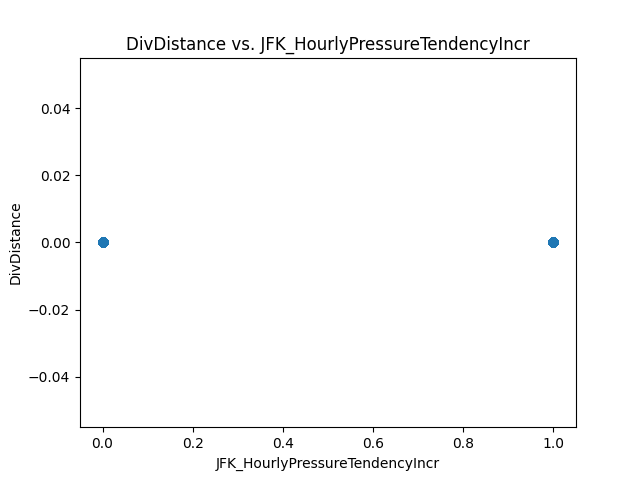 DivDistance vs. JFK_HourlyPressureTendencyIncr
0.04
0.02
0.00
−0.02
−0.04
DivDistance
0.0 0.2 0.4 0.6 0.8 1.0
JFK_HourlyPressureTendencyIncr